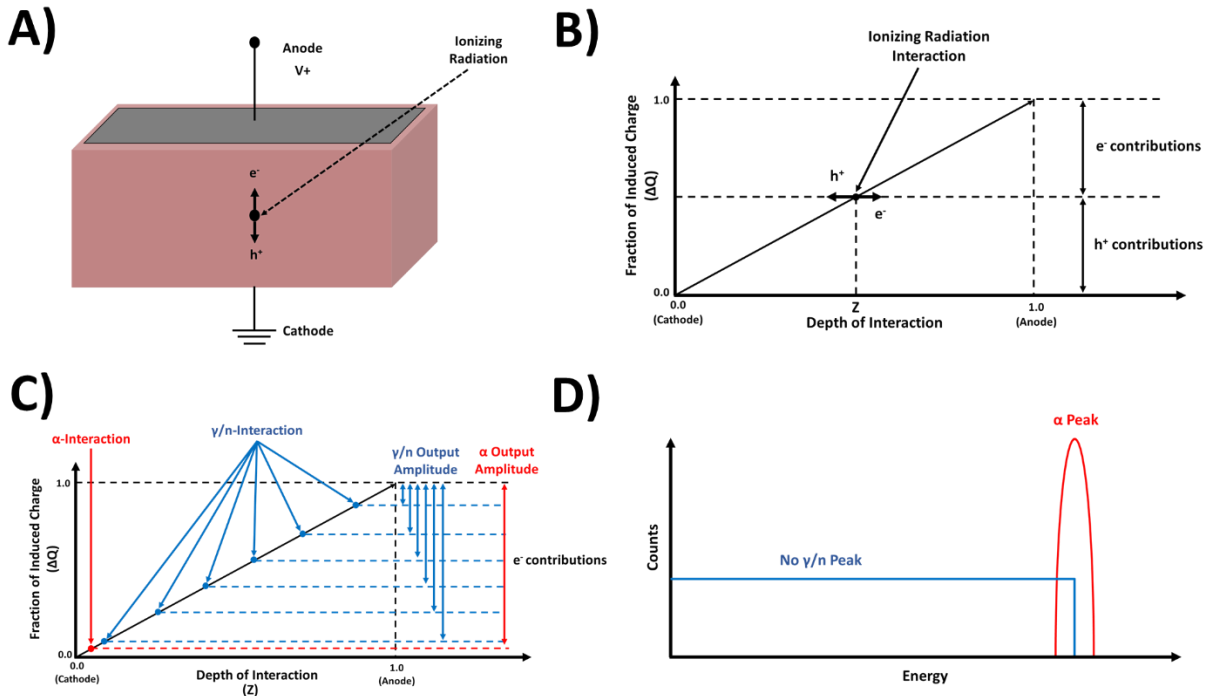 A)
Anode
V+
Ionizing
Radiation
e-
h+
Cathode
B)
Ionizing Radiation
Interaction
Fraction of Induced Charge
(ΔQ)
1.0
h+
e-
e- contributions
h+ contributions
0.0
0.0
(Cathode)
Z
Depth of Interaction
1.0
(Anode)
C)
α-Interaction
γ/n-Interaction
γ/n Output
Amplitude
α Output
Amplitude
Fraction of Induced Charge
(ΔQ)
1.0
e- contributions
0.0
0.0
(Cathode)
Depth of Interaction
(Z)
1.0
(Anode)
D)
α Peak
Counts
No γ/n Peak
Energy